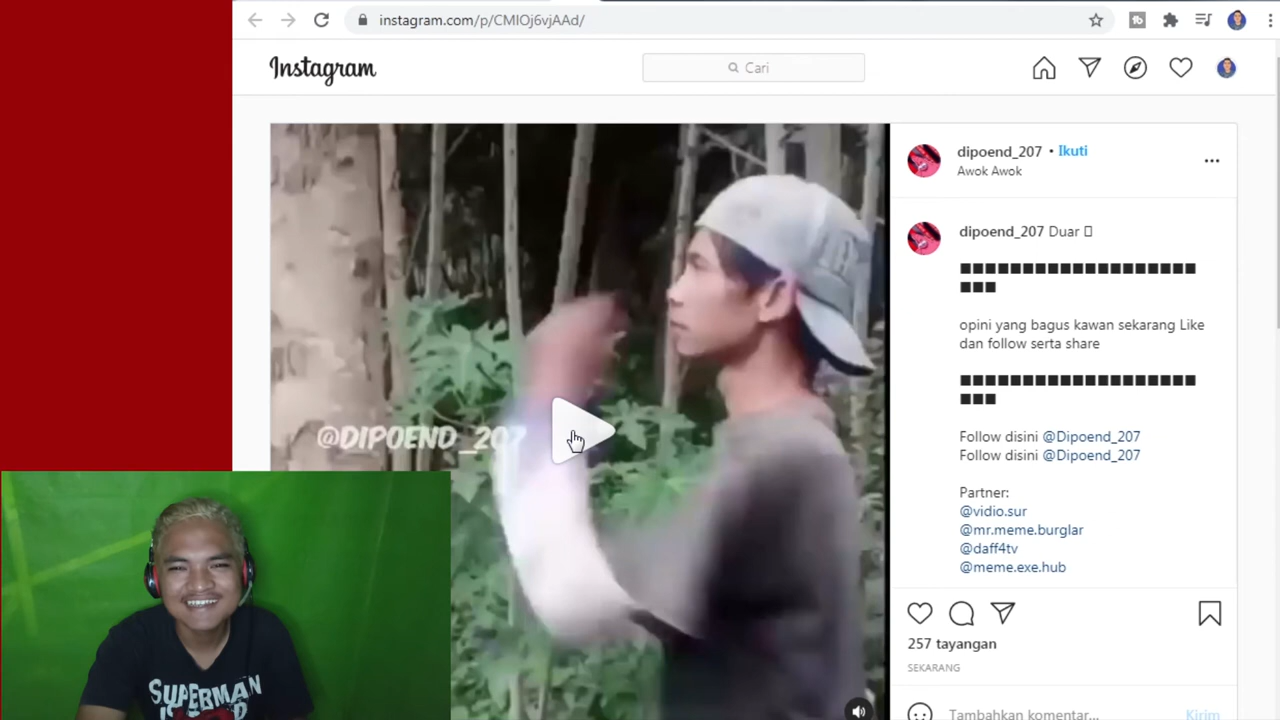 instagram.com/p/CMIOj6vjAAd/
Instagram
Cari
dipoend_207 • Ikuti
Awok Awok
dipoend_207 Duar
opini yang bagus kawan sekarang Like
dan follow serta share
Follow disini @Dipoend_207
Follow disini @Dipoend_207
Partner:
@vidio.sur
@mr.meme.burglar
@daff4tv
@meme.exe.hub
257 tayangan
SEKARANG
Tambahkan komentar...
Kirim
@DIPOEND_207
SUPERMAN